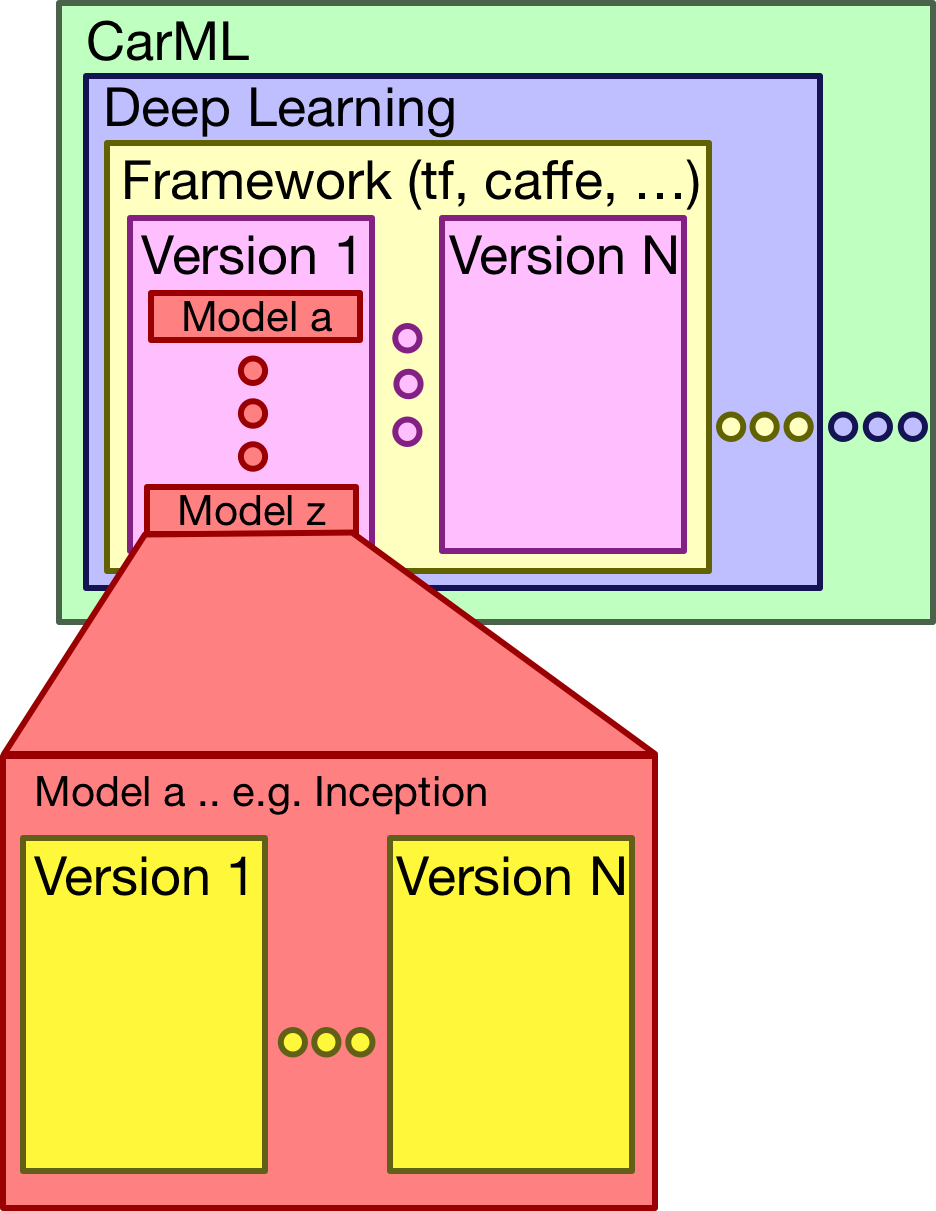 CarML
Deep Learning
Framework (tf, caffe, …)
Version 1
Version N
Model a
Model z
Model a .. e.g. Inception
Version 1
Version N